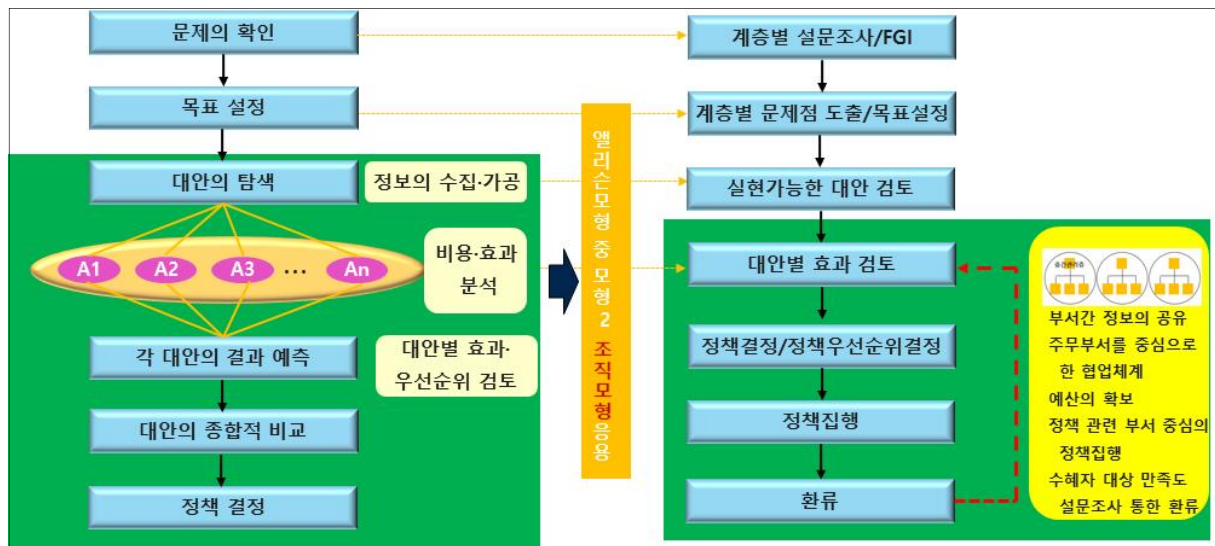 문제의 확인
목표 설정
대안의 탐색
정보의 수집·가공
A1 A2 A3 … An
비용·효과
분석
각 대안의 결과 예측
대안별 효과·
우선순위 검토
대안의 종합적 비교
정책 결정
앨리슨모형 중 모형 2 조직모형응용
계층별 설문조사/FGI
계층별 문제점 도출/목표설정
실현가능한 대안 검토
대안별 효과 검토
정책결정/정책우선순위결정
정책집행
환류
중간관리층
부서간 정보의 공유
주무부서를 중심으로
한 협업체계
예산의 확보
정책 관련 부서 중심의
정책집행
수혜자 대상 만족도
설문조사 통한 환류